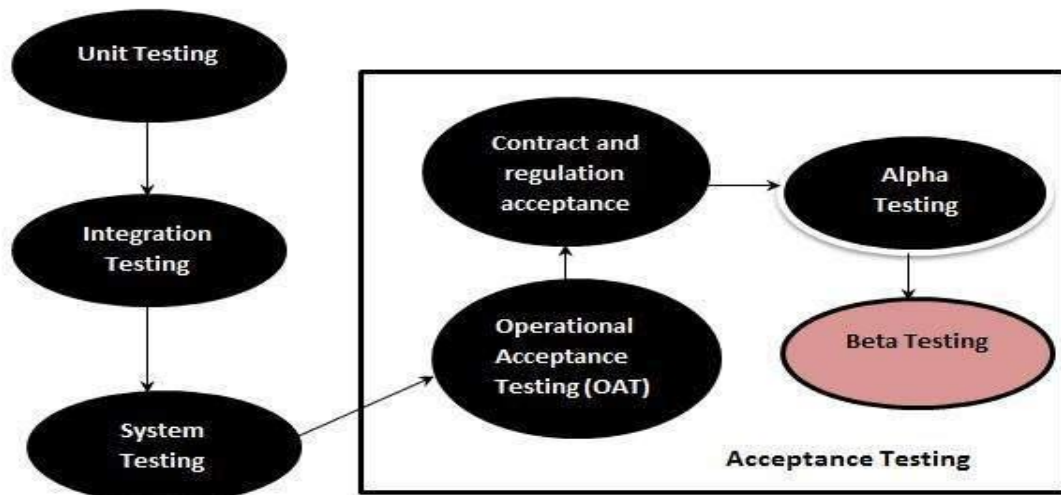 Unit Testing
Integration
Testing
System
Testing
Operational
Acceptance
Testing (OAT)
Contract and
regulation
acceptance
Alpha
Testing
Beta Testing
Acceptance Testing